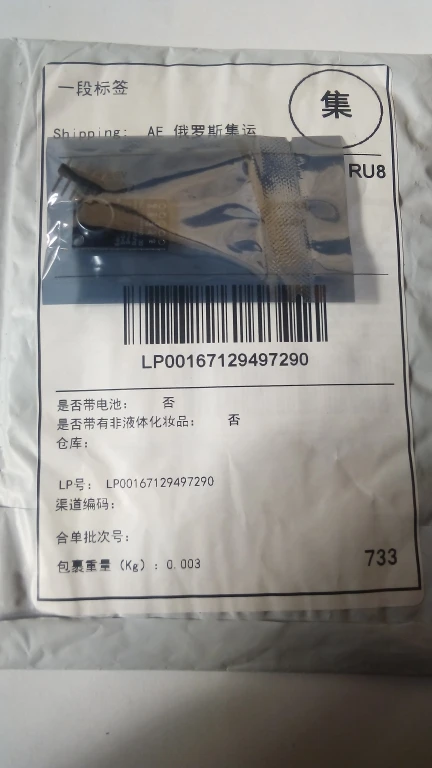 一段标签
集
Shipping: AE 俄罗斯集运
RU8
LP00167129497290
是否带电池： 否
是否带有非液体化妆品： 否
仓库：
LP号： LP00167129497290
渠道编码：
合单批次号：
包裹重量（Kg）：0.003
733